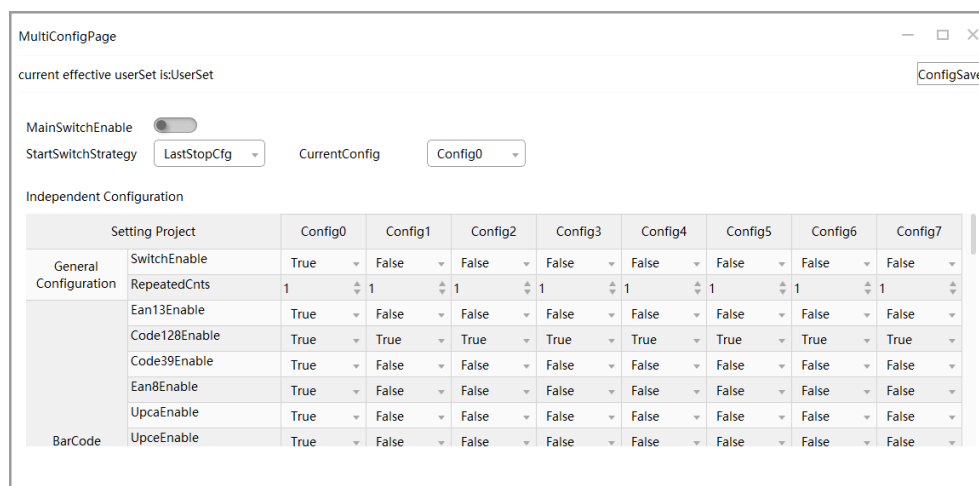 MultiConfigPage
current effective userSet is:UserSet ConfigSave
MainSwitchEnable
StartSwitchStrategy LastStopCfg CurrentConfig Config0
Independent Configuration
Setting Project Config0 Config1 Config2 Config3 Config4 Config5 Config6 Config7
General Configuration
SwitchEnable True False False False False False False False
RepeatedCnts 1 1 1 1 1 1 1 1
Ean13Enable True False False False False False False False
Code128Enable True True True True True True True True
Code39Enable True False False False False False False False
Ean8Enable True False False False False False False False
UpcaEnable True False False False False False False False
BarCode UpceEnable True False False False False False False False